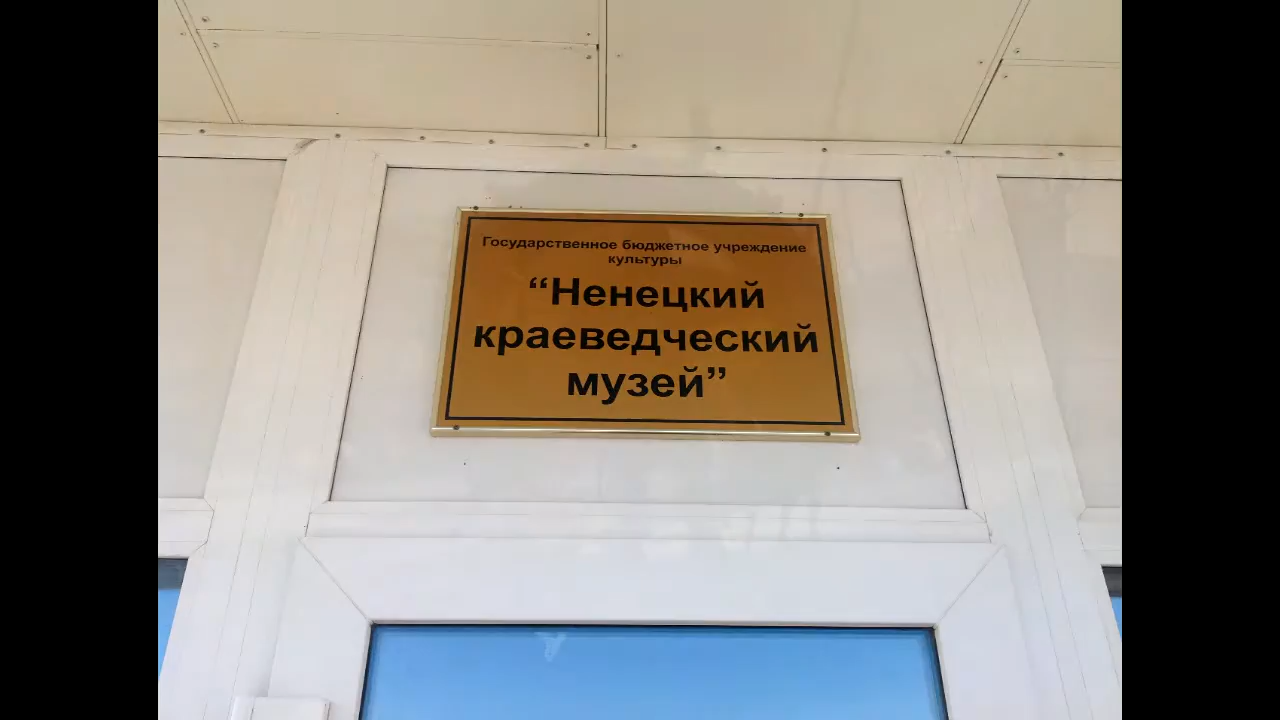 Государственное бюджетное учреждение
культуры
“Ненецкий
краеведческий
музей”